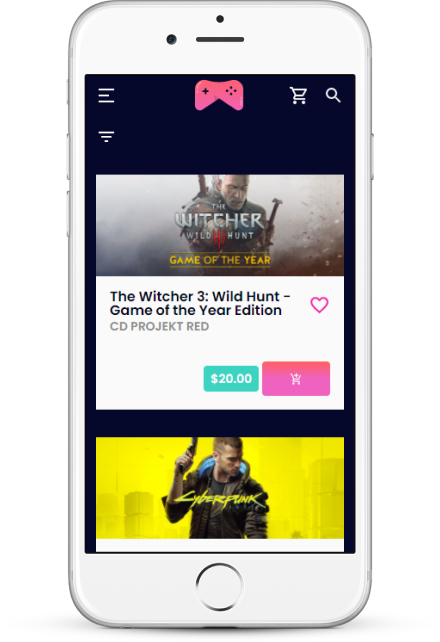 THE
WITCHER
WILD HUNT
GAME OF THE YEAR
The Witcher 3: Wild Hunt -
Game of the Year Edition
CD PROJEKT RED
$20.00
CYBERPUNK